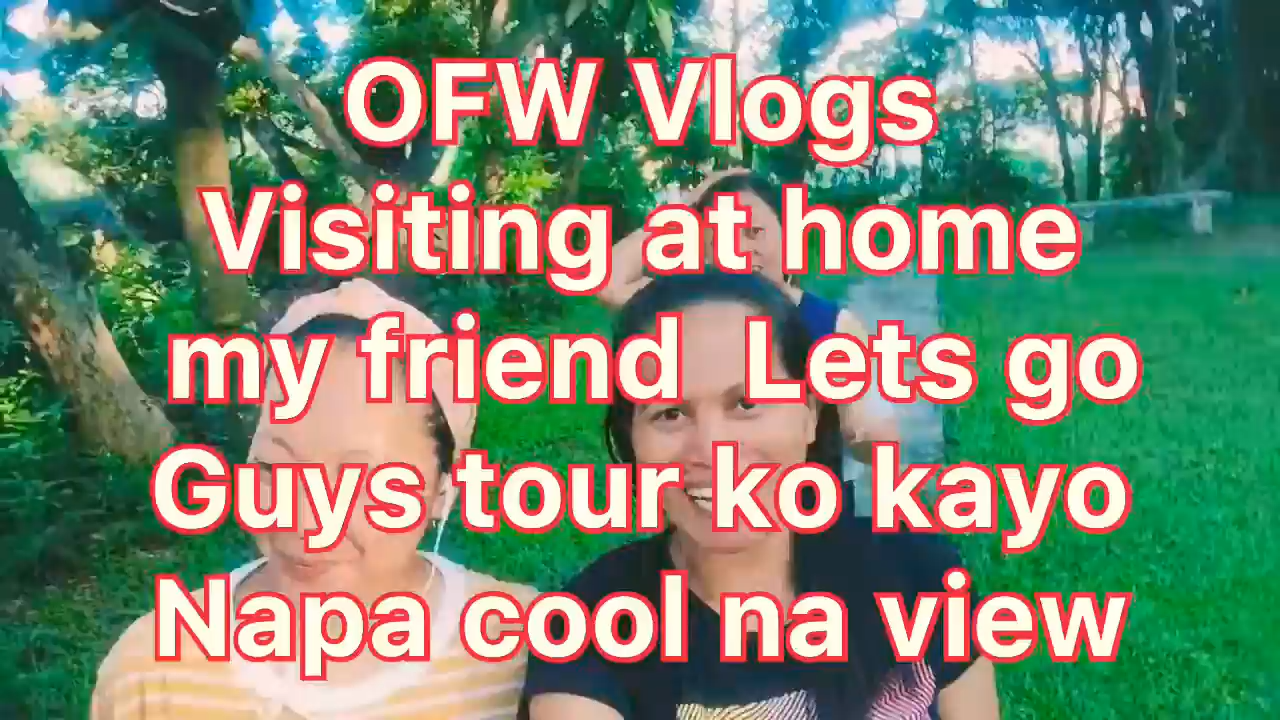 OFW Vlogs
Visiting at home
my friend Lets go
Guys tour ko kayo
Napa cool na view